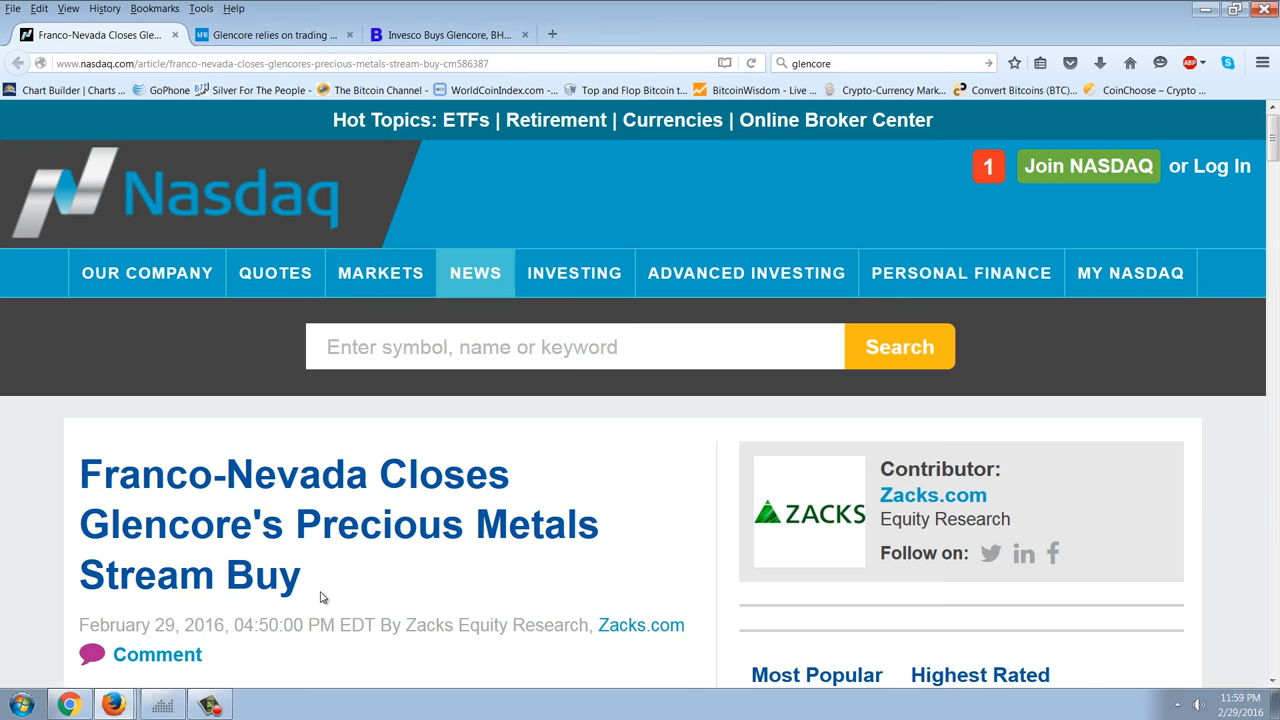 File Edit View History Bookmarks Tools Help
Franco-Nevada Closes Gle... × Glencore relies on trading ... × Invesco Buys Glencore, BH... × +
www.nasdaq.com/article/franco-nevada-closes-glencores-precious-metals-stream-buy-cm586387 glencore
Chart Builder | Charts ... GoPhone Silver For The People - The Bitcoin Channel - WorldCoinIndex.com -... Top and Flop Bitcoin t... BitcoinWisdom - Live ... Crypto-Currency Mark... Convert Bitcoins (BTC)... CoinChoose – Crypto ...
Hot Topics: ETFs | Retirement | Currencies | Online Broker Center
Nasdaq
1 Join NASDAQ or Log In
OUR COMPANY QUOTES MARKETS NEWS INVESTING ADVANCED INVESTING PERSONAL FINANCE MY NASDAQ
Enter symbol, name or keyword Search
Franco-Nevada Closes
Glencore's Precious Metals
Stream Buy
February 29, 2016, 04:50:00 PM EDT By Zacks Equity Research, Zacks.com
Comment
ZACKS
Contributor:
Zacks.com
Equity Research
Follow on:
Most Popular Highest Rated
11:59 PM
2/29/2016